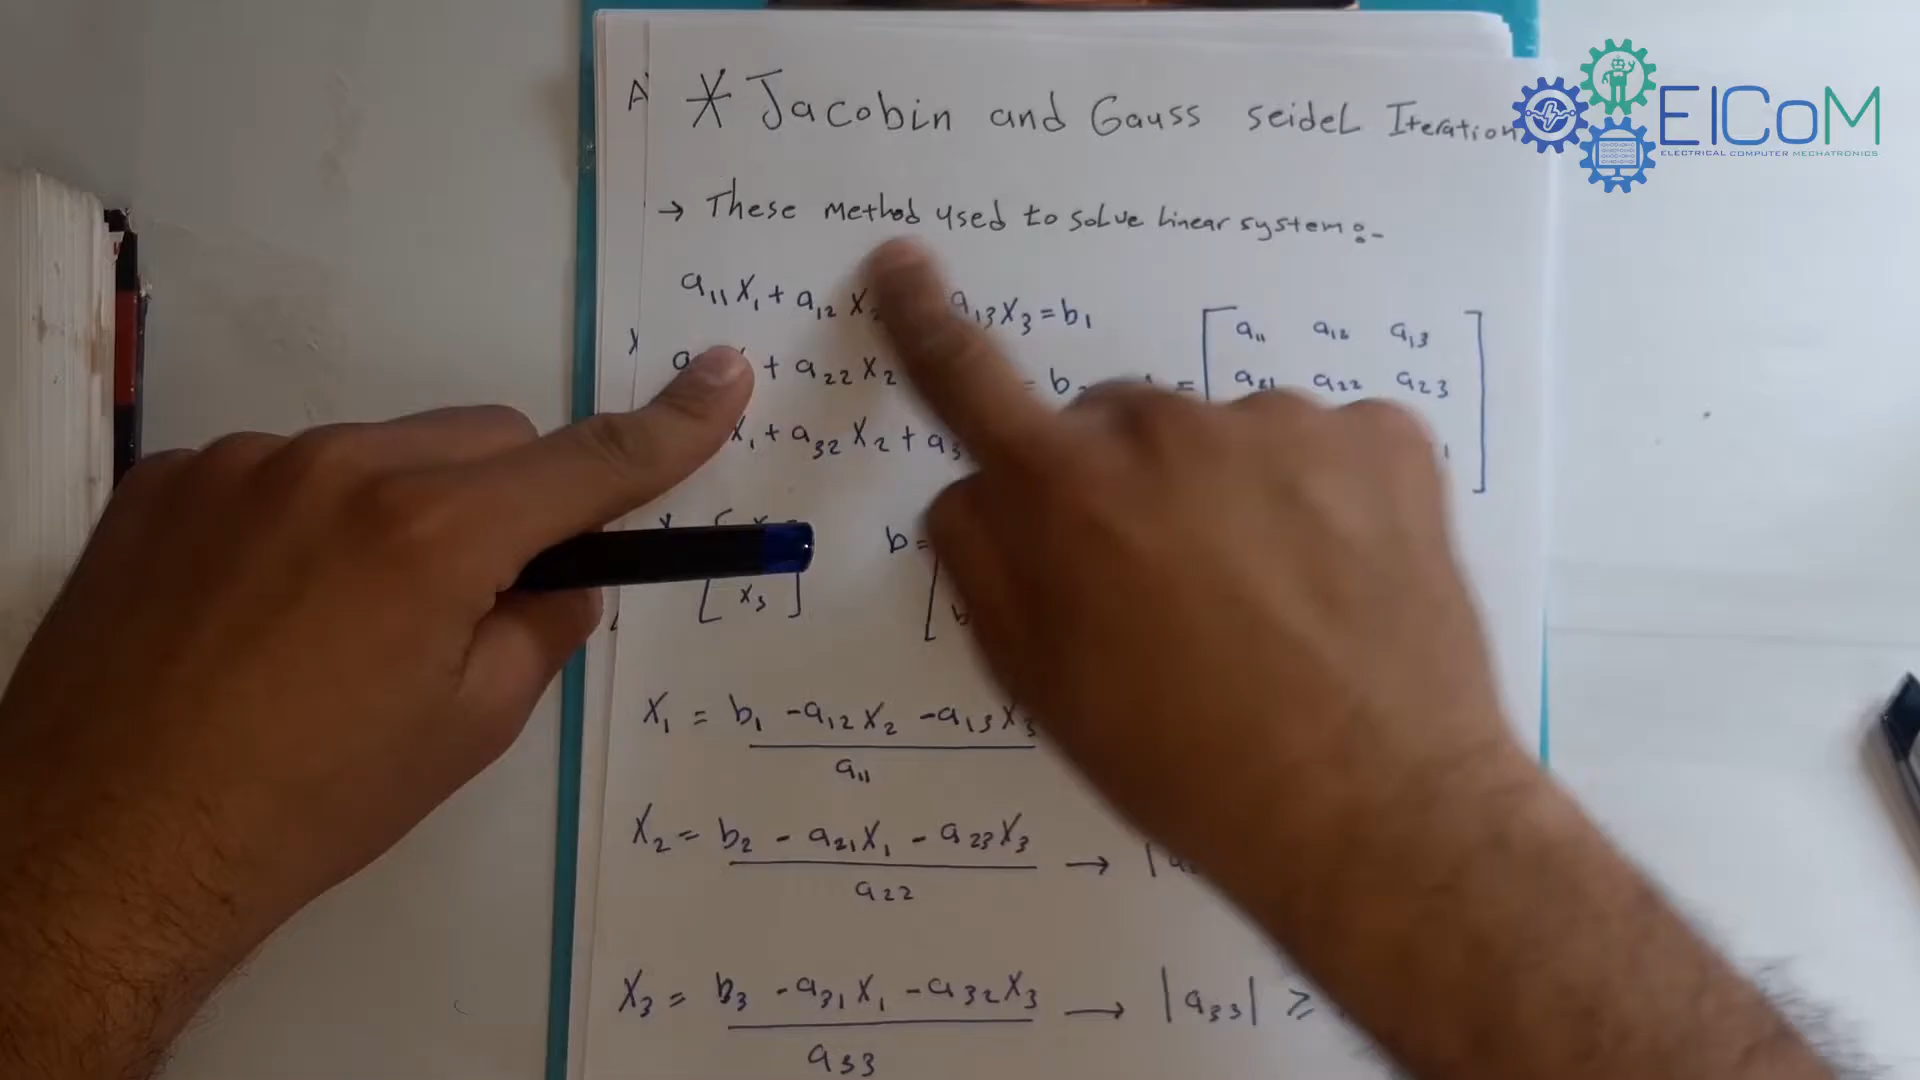 * Jacobin and Gauss seidel Iteration
→ These method used to solve linear system:-
a11 x1 + a12 x2 a13 x3 = b1
+ a22 x2 = b
x1 + a32 x2 + a3
= [ a11 a12 a13
a21 a22 a23 ]
b =
x3
x1 = b1 - a12 x2 - a13 x3
a11
x2 = b2 - a21 x1 - a23 x3 →
a22
x3 = b3 - a31 x1 - a32 x3 → |a33| ≥
a33
EICoM
ELECTRICAL COMPUTER MECHATRONICS